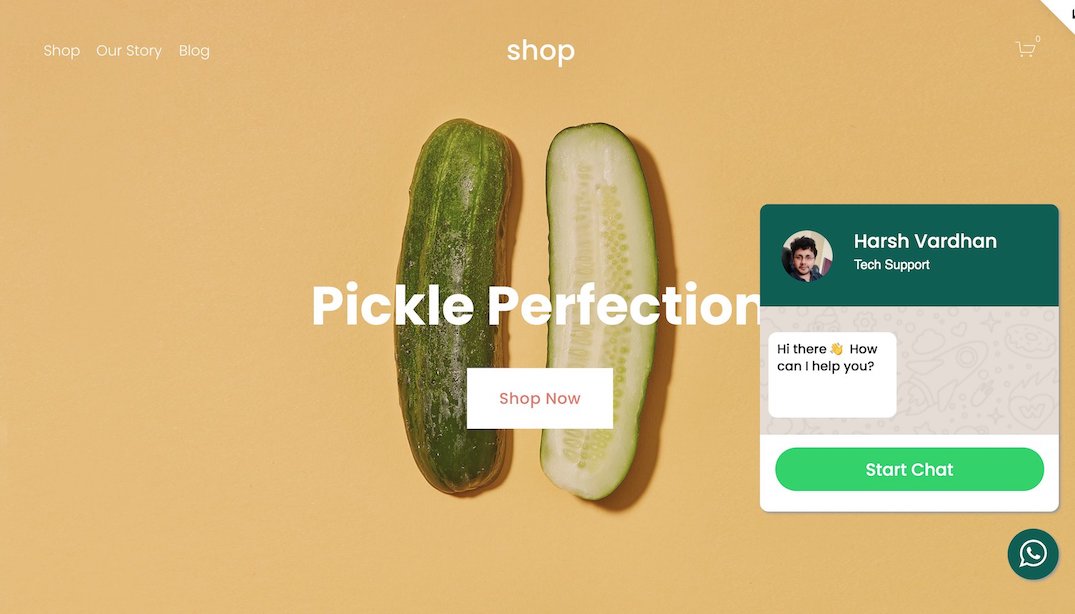 Shop Our Story Blog
shop
0
Harsh Vardhan
Tech Support
Pickle Perfection
Hi there 👋 How
can I help you?
Shop Now
Start Chat